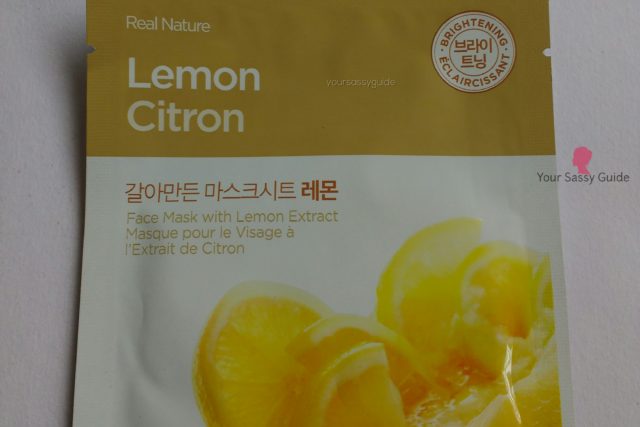 Real Nature
Lemon
Citron
BRIGHTENING
브라이
트닝
ÉCLAIRCISSANT
yoursassyguide
Your Sassy Guide
갈아만든 마스크시트 레몬
Face Mask with Lemon Extract
Masque pour le Visage à
l'Extrait de Citron